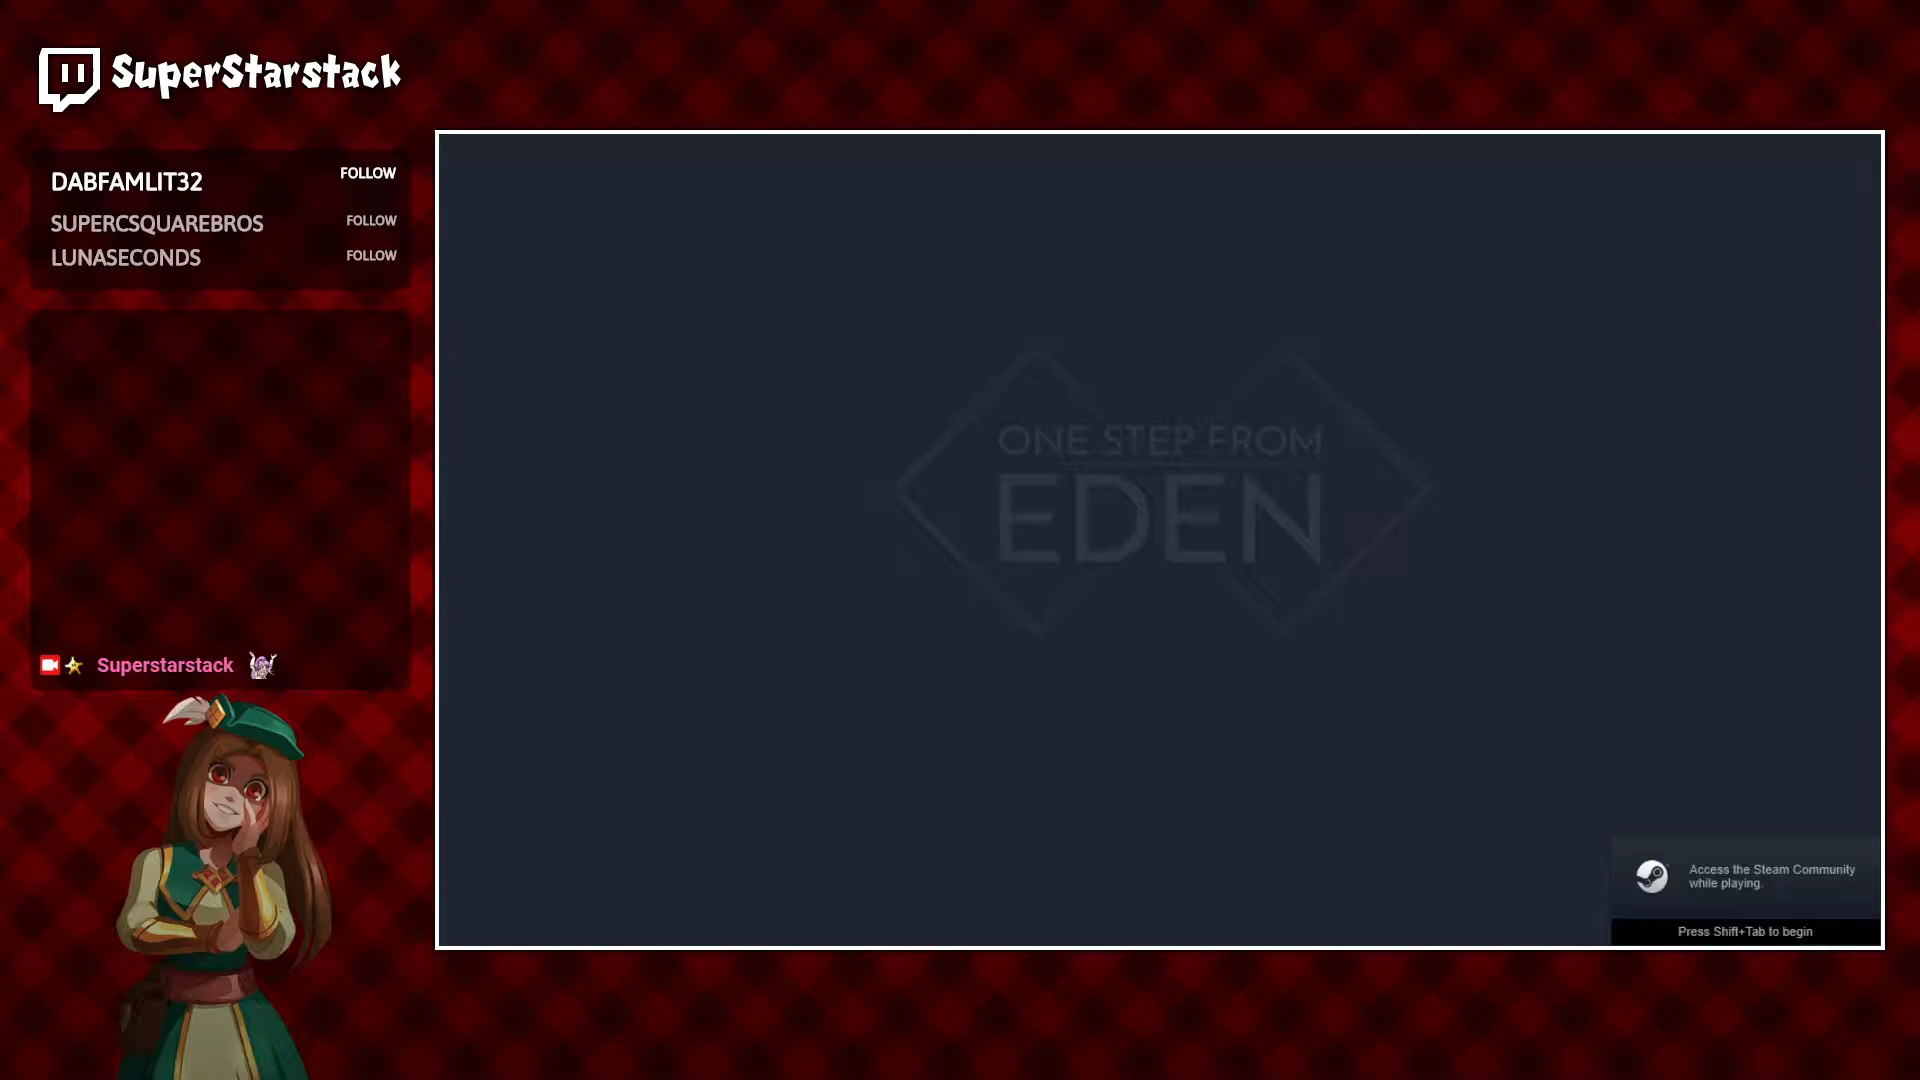 SuperStarstack
DABFAMLIT32 FOLLOW
SUPERCSQUAREBROS FOLLOW
LUNASECONDS FOLLOW
ONE STEP FROM
EDEN
Superstarstack
Access the Steam Community
while playing.
Press Shift+Tab to begin